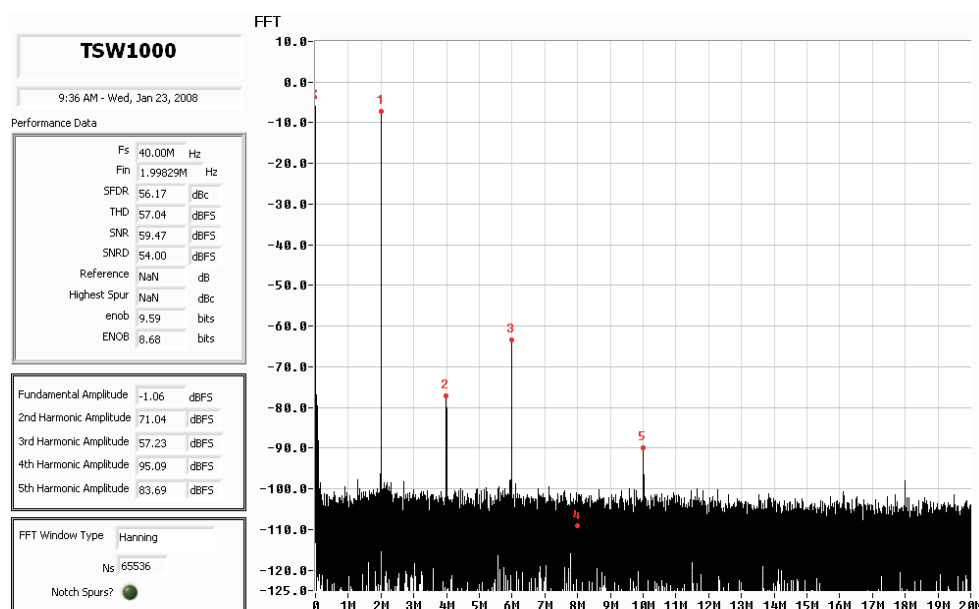 FFT
TSW1000
9:36 AM - Wed, Jan 23, 2008
Performance Data
Fs 40.00M Hz
Fin 1.99829M Hz
SFDR 56.17 dBc
THD 57.04 dBFS
SNR 59.47 dBFS
SNRD 54.00 dBFS
Reference NaN dB
Highest Spur NaN dBc
enob 9.59 bits
ENOB 8.68 bits
Fundamental Amplitude -1.06 dBFS
2nd Harmonic Amplitude 71.04 dBFS
3rd Harmonic Amplitude 57.23 dBFS
4th Harmonic Amplitude 95.09 dBFS
5th Harmonic Amplitude 83.69 dBFS
FFT Window Type Hanning
Ns 65536
Notch Spurs?
10.0-
0.0-
-10.0-
-20.0-
-30.0-
-40.0-
-50.0-
-60.0-
-70.0-
-80.0-
-90.0-
-100.0-
-110.0-
-120.0-
-125.0-
1
2
3
4
5
0 1M 2M 3M 4M 5M 6M 7M 8M 9M 10M 11M 12M 13M 14M 15M 16M 17M 18M 19M